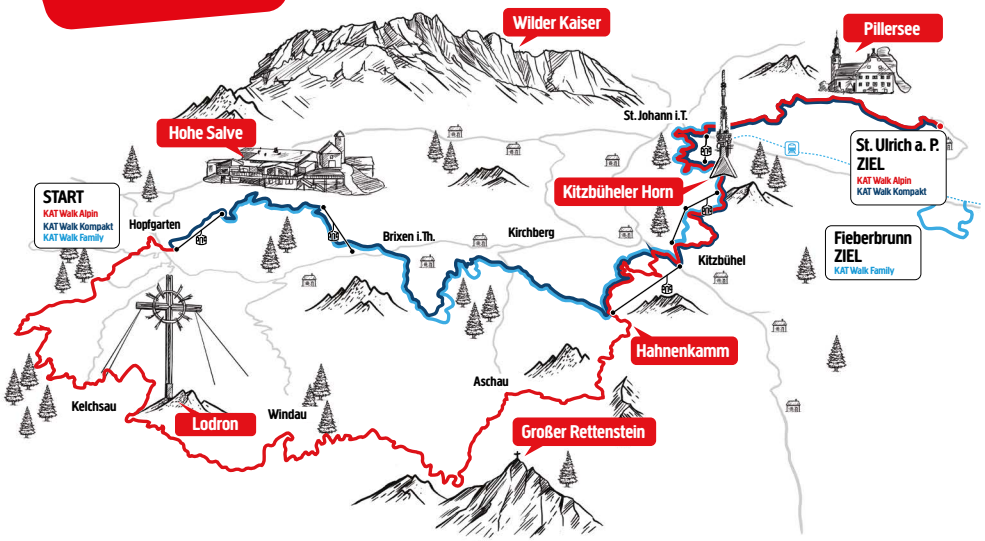 Wilder Kaiser
Pillersee
St. Johann i.T.
Hohe Salve
St. Ulrich a. P.
ZIEL
KAT Walk Alpin
KAT Walk Kompakt
Kitzbüheler Horn
START
KAT Walk Alpin
KAT Walk Kompakt
KAT Walk Family
Hopfgarten
Brixen i.Th.
Kirchberg
Kitzbühel
Fieberbrunn
ZIEL
KAT Walk Family
Hahnenkamm
Aschau
Kelchsau
Lodron
Windau
Großer Rettenstein